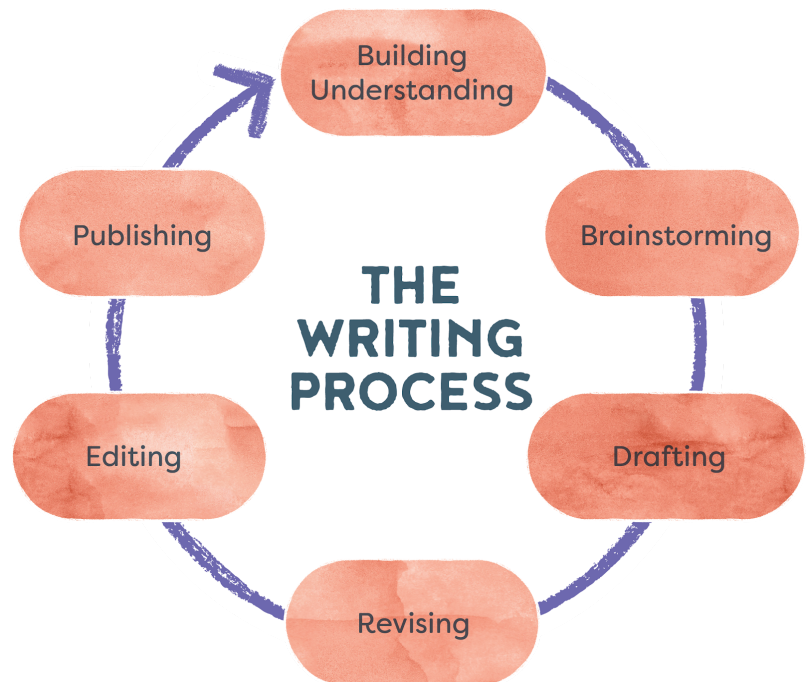 Building
Understanding
Brainstorming
Drafting
Revising
Editing
Publishing
THE
WRITING
PROCESS